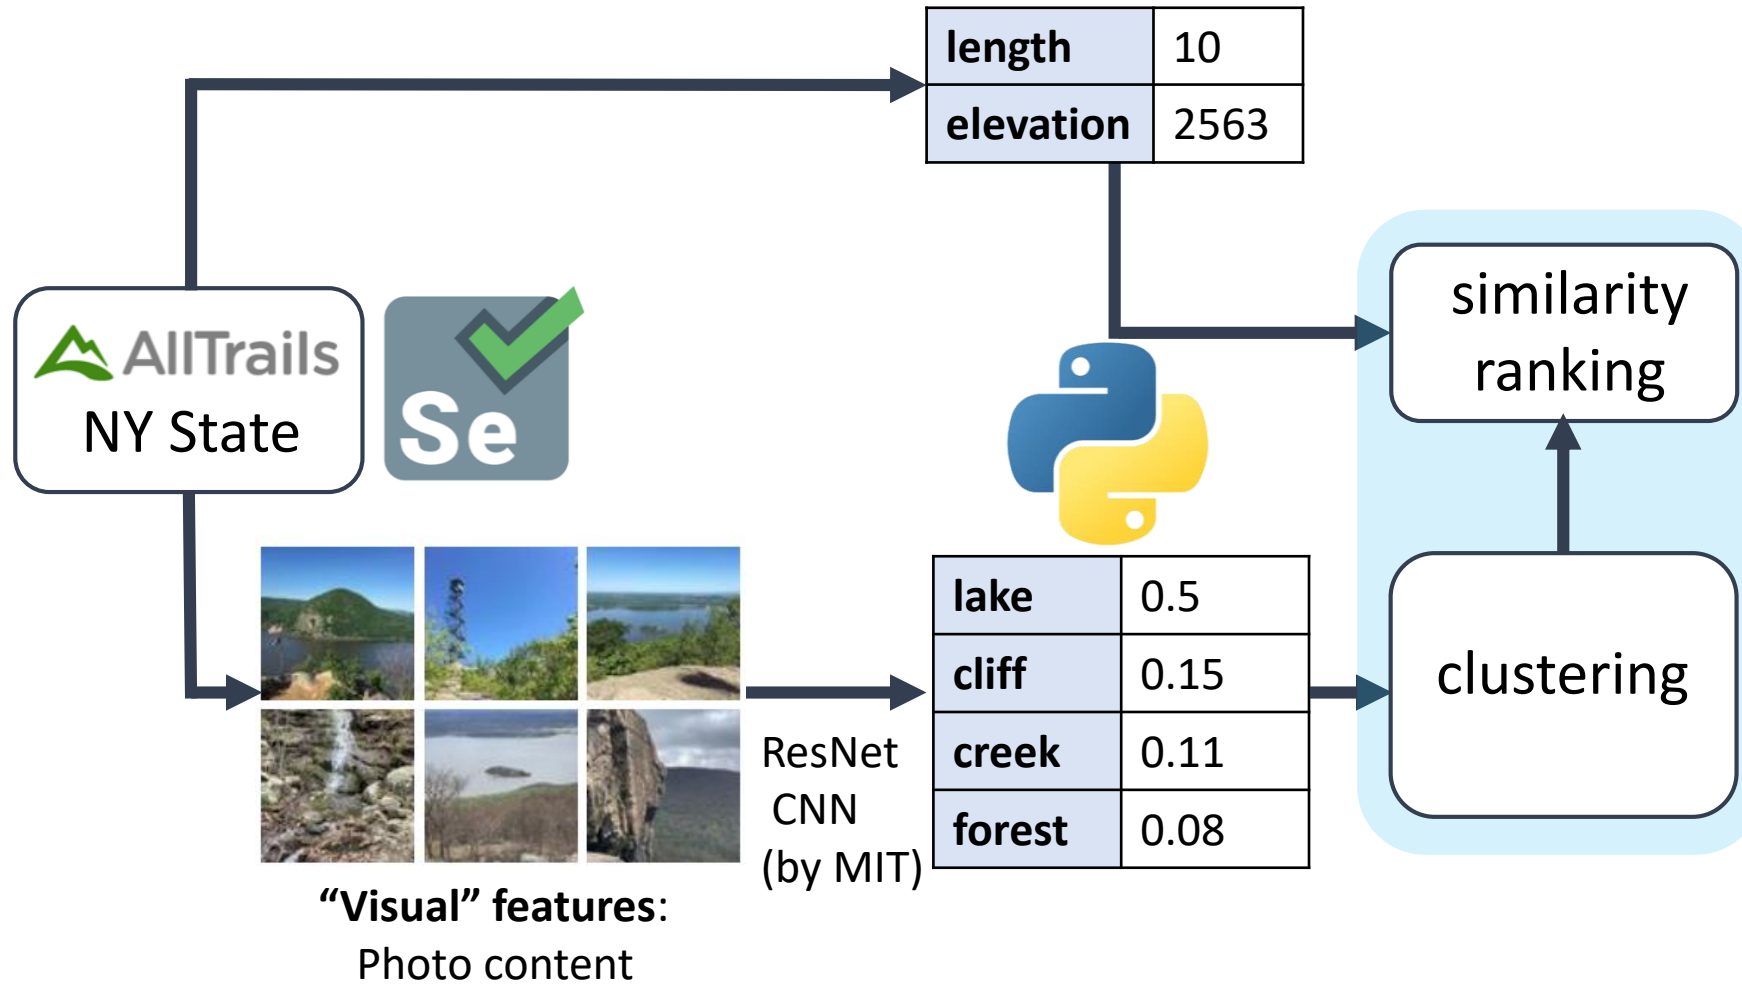 length 10
elevation 2563
AllTrails
NY State
Se
similarity
ranking
lake 0.5
cliff 0.15
creek 0.11
forest 0.08
clustering
ResNet
CNN
(by MIT)
“Visual” features:
Photo content